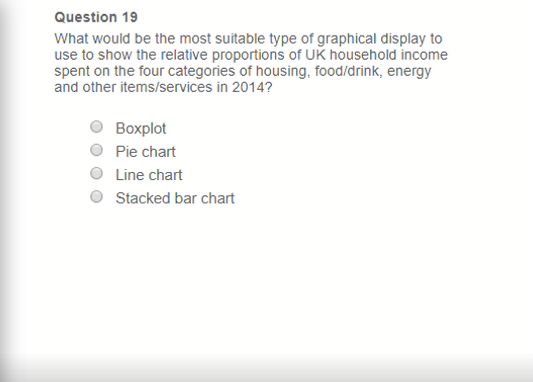 Question 19
What would be the most suitable type of graphical display to
use to show the relative proportions of UK household income
spent on the four categories of housing, food/drink, energy
and other items/services in 2014?
Boxplot
Pie chart
Line chart
Stacked bar chart